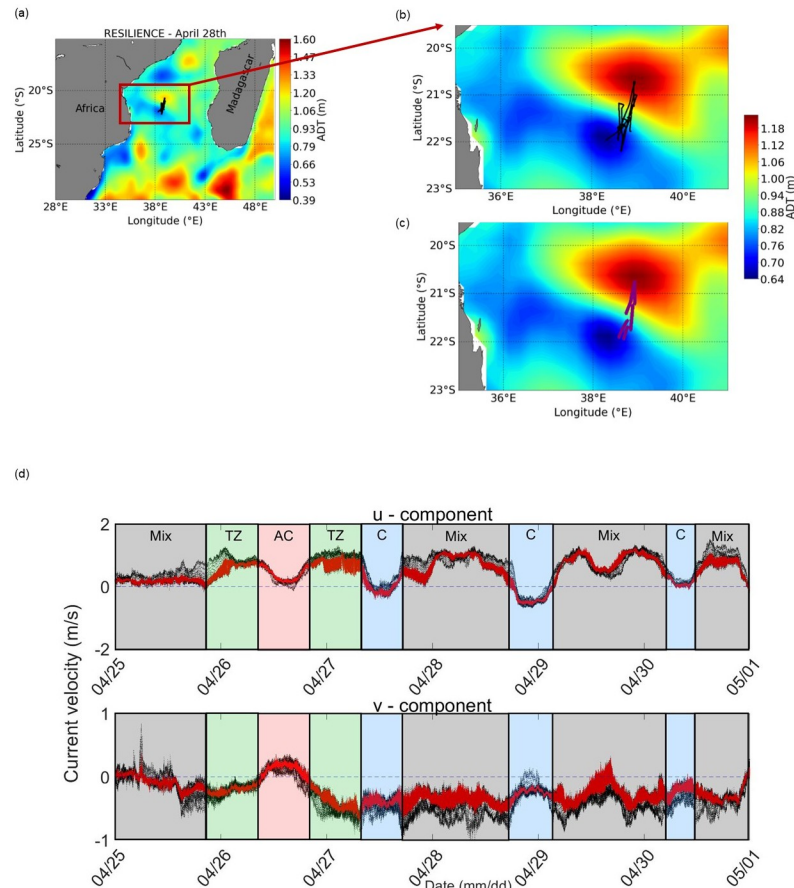 (a)
RESILIENCE - April 28th
20°S
25°S
Latitude (°S)
Africa
Madagascar
28°E 33°E 38°E 43°E 48°E
Longitude (°E)
1.60
1.47
1.33
1.20
1.06
0.93
0.79
0.66
0.52
0.39
ADT (m)
(b)
20°S
21°S
22°S
23°S
Latitude (°S)
36°E 38°E 40°E
Longitude (°E)
(c)
20°S
21°S
22°S
23°S
Latitude (°S)
36°E 38°E 40°E
Longitude (°E)
1.18
1.12
1.06
1.00
0.94
0.88
0.82
0.76
0.70
0.64
ADT (m)
(d)
u - component
Mix TZ AC TZ C Mix C Mix C Mix
2
0
-2
04/25 04/26 04/27 04/28 04/29 04/30 05/01
Current velocity (m/s)
v - component
1
0
-1
04/25 04/26 04/27 04/28 04/29 04/30 05/01
Date (mm/dd)